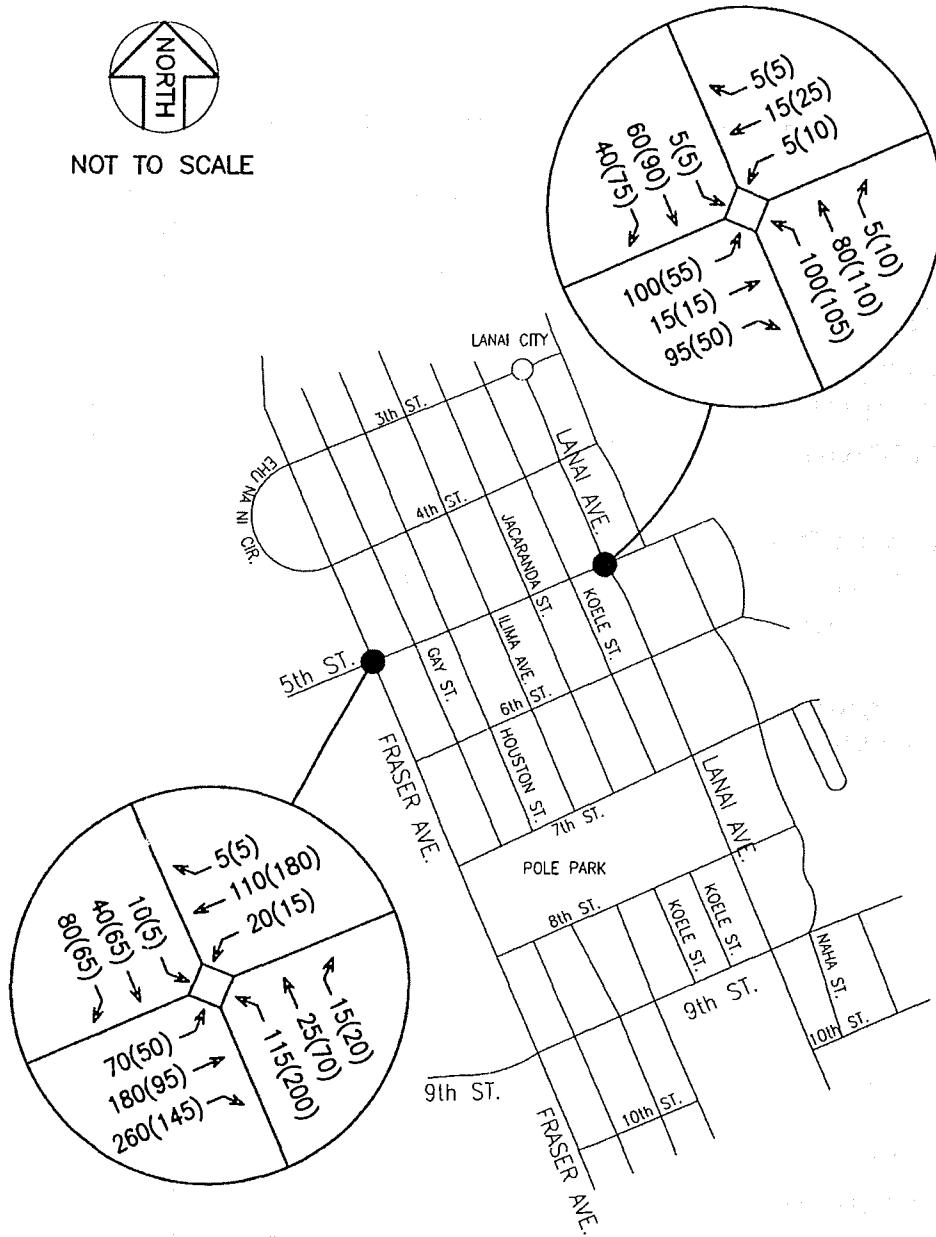 NORTH
NOT TO SCALE
5(5)
15(25)
5(10)
5(5)
60(90)
40(75)
5(10)
80(110)
100(105)
100(55)
15(15)
95(50)
LANAI CITY
3th ST.
EHU NA NI CIR.
4th ST.
LANAI AVE.
JACARANDA ST.
KOELE ST.
5th ST.
GAY ST.
ILIMA AVE.
6th ST.
HOUSTON ST.
FRASER AVE.
7th ST.
LANAI AVE.
POLE PARK
8th ST.
KOELE ST.
KOELE ST.
9th ST.
NAHA ST.
10th ST.
9th ST.
10th ST.
FRASER AVE.
5(5)
110(180)
20(15)
10(5)
40(65)
80(65)
15(20)
25(70)
115(200)
70(50)
180(95)
260(145)